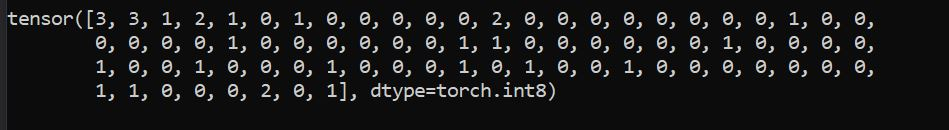 tensor([3, 3, 1, 2, 1, 0, 1, 0, 0, 0, 0, 0, 2, 0, 0, 0, 0, 0, 0, 0, 0, 1, 0, 0,
        0, 0, 0, 0, 1, 0, 0, 0, 0, 0, 0, 1, 1, 0, 0, 0, 0, 0, 0, 1, 0, 0, 0, 0,
        1, 0, 0, 1, 0, 0, 0, 1, 0, 0, 0, 1, 0, 1, 0, 0, 1, 0, 0, 0, 0, 0, 0, 0,
        1, 1, 0, 0, 0, 2, 0, 1], dtype=torch.int8)